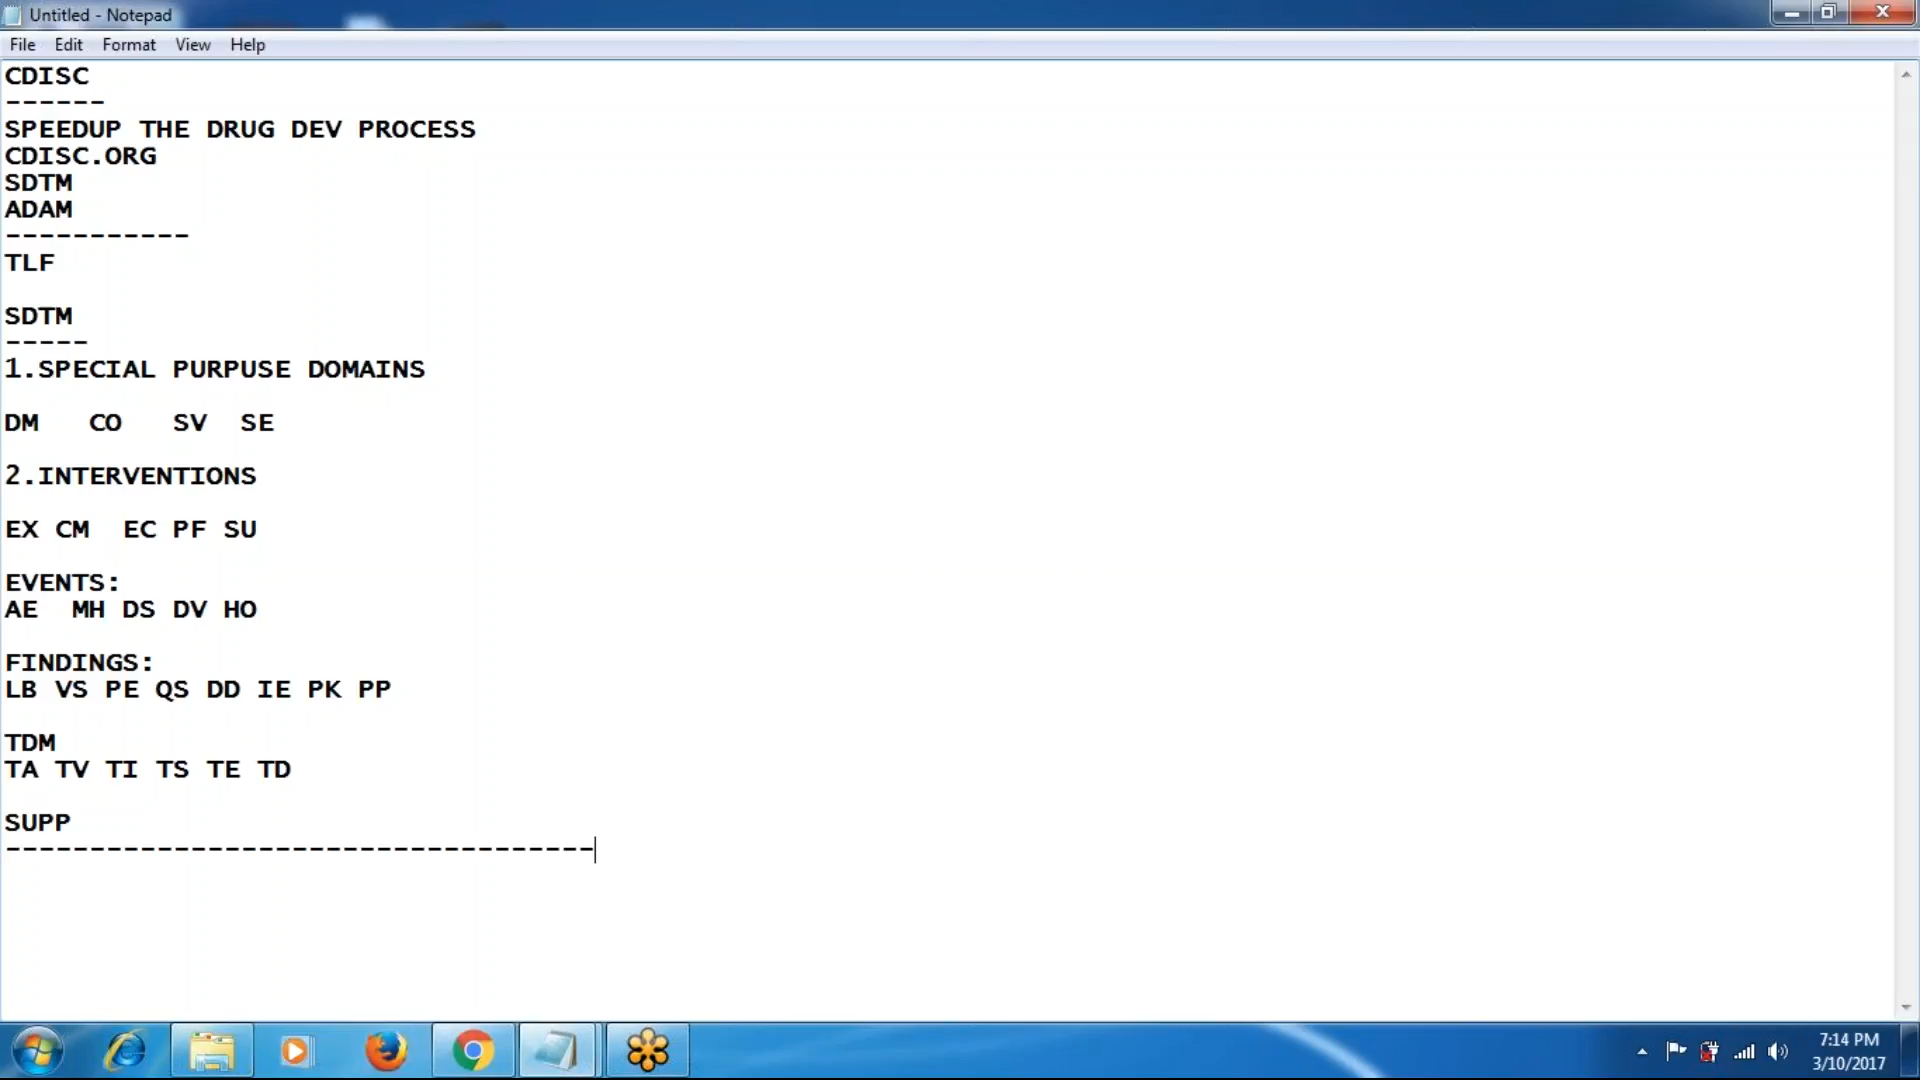 Untitled - Notepad
File Edit Format View Help
CDISC
------
SPEEDUP THE DRUG DEV PROCESS
CDISC.ORG
SDTM
ADAM
-----------
TLF
SDTM
-----
1.SPECIAL PURPUSE DOMAINS
DM   CO   SV  SE
2.INTERVENTIONS
EX CM  EC PF SU
EVENTS:
AE  MH DS DV HO
FINDINGS:
LB VS PE QS DD IE PK PP
TDM
TA TV TI TS TE TD
SUPP
-----------------------------------
7:14 PM
3/10/2017